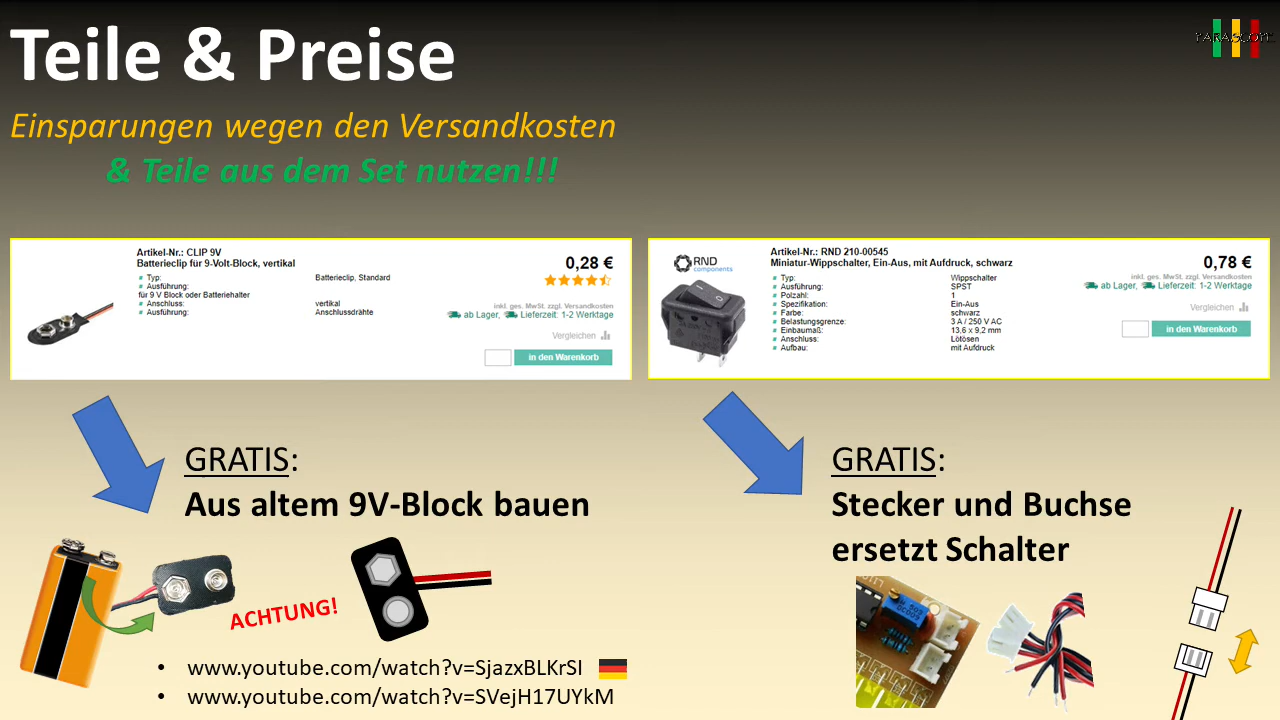 Teile & Preise
TARASCOPE
Einsparungen wegen den Versandkosten
& Teile aus dem Set nutzen!!!
Artikel-Nr.: CLIP 9V
Batterieclip für 9-Volt-Block, vertikal
# Typ: Batterieclip, Standard
# Ausführung:
für 9 V Block oder Batteriehalter
# Anschluss: vertikal
# Ausführung: Anschlussdrähte
0,28 €
inkl. ges. MwSt. zzgl. Versandkosten
ab Lager, Lieferzeit: 1-2 Werktage
Vergleichen
in den Warenkorb
RND
components
Artikel-Nr.: RND 210-00545
Miniatur-Wippschalter, Ein-Aus, mit Aufdruck, schwarz
# Typ: Wippschalter
# Ausführung: SPST
# Polzahl: 1
# Spezifikation: Ein-Aus
# Farbe: schwarz
# Belastungsgrenze: 3 A / 250 V AC
# Einbaumaß: 13,6 x 9,2 mm
# Anschluss: Lötösen
# Aufbau: mit Aufdruck
0,78 €
inkl. ges. MwSt. zzgl. Versandkosten
ab Lager, Lieferzeit: 1-2 Werktage
Vergleichen
in den Warenkorb
GRATIS:
Aus altem 9V-Block bauen
ACHTUNG!
• www.youtube.com/watch?v=SjazxBLKrSI
• www.youtube.com/watch?v=SVejH17UYkM
GRATIS:
Stecker und Buchse
ersetzt Schalter